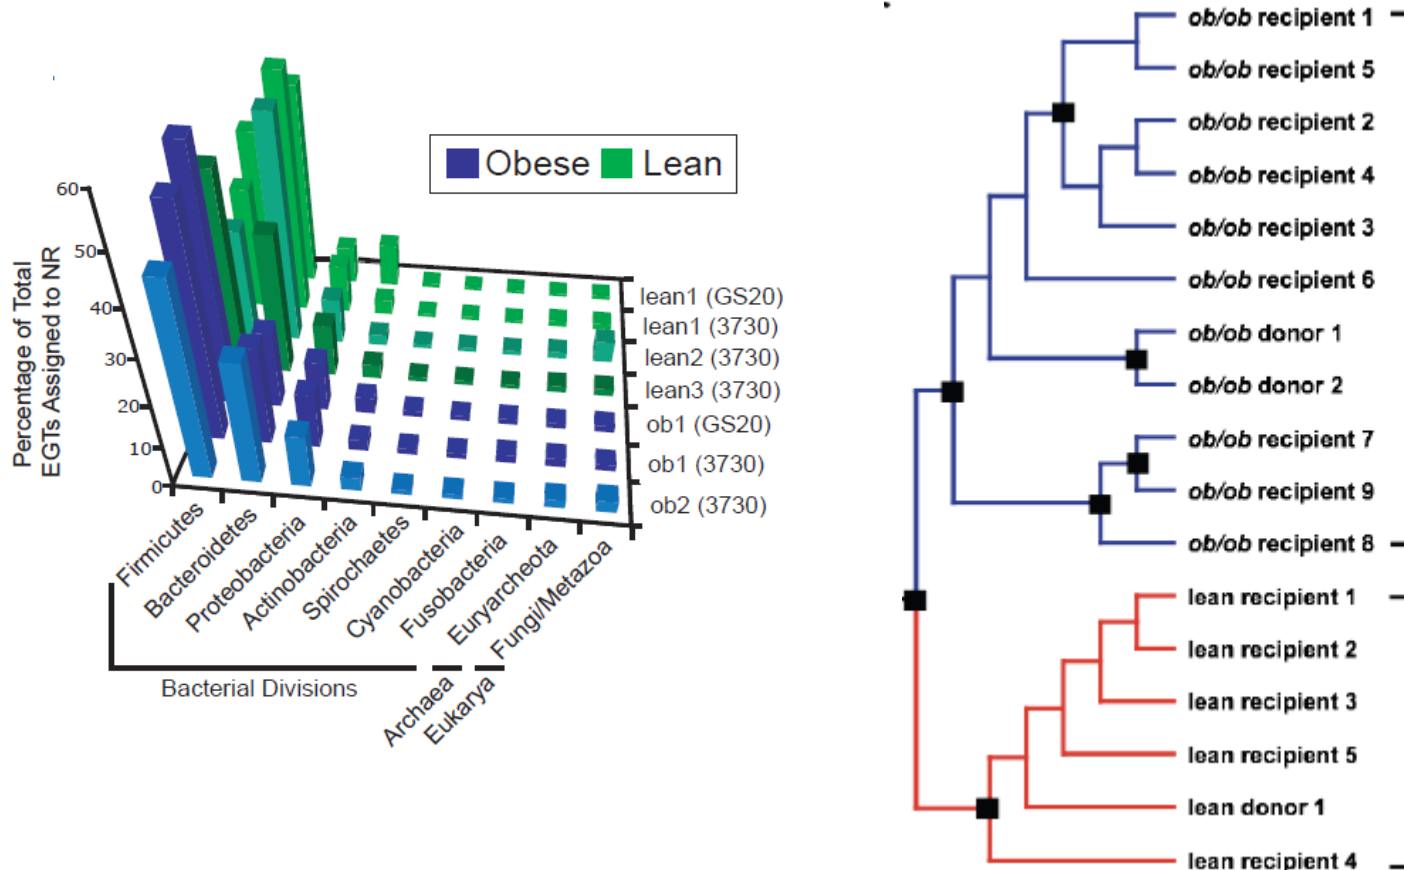 Obese Lean
Percentage of Total
EGTs Assigned to NR
60
50
40
30
20
10
0
lean1 (GS20)
lean1 (3730)
lean2 (3730)
lean3 (3730)
ob1 (GS20)
ob1 (3730)
ob2 (3730)
Firmicutes
Bacteroidetes
Proteobacteria
Actinobacteria
Spirochaetes
Cyanobacteria
Fusobacteria
Euryarcheota
Fungi/Metazoa
Bacterial Divisions
Archaea
Eukarya
ob/ob recipient 1
ob/ob recipient 5
ob/ob recipient 2
ob/ob recipient 4
ob/ob recipient 3
ob/ob recipient 6
ob/ob donor 1
ob/ob donor 2
ob/ob recipient 7
ob/ob recipient 9
ob/ob recipient 8
lean recipient 1
lean recipient 2
lean recipient 3
lean recipient 5
lean donor 1
lean recipient 4